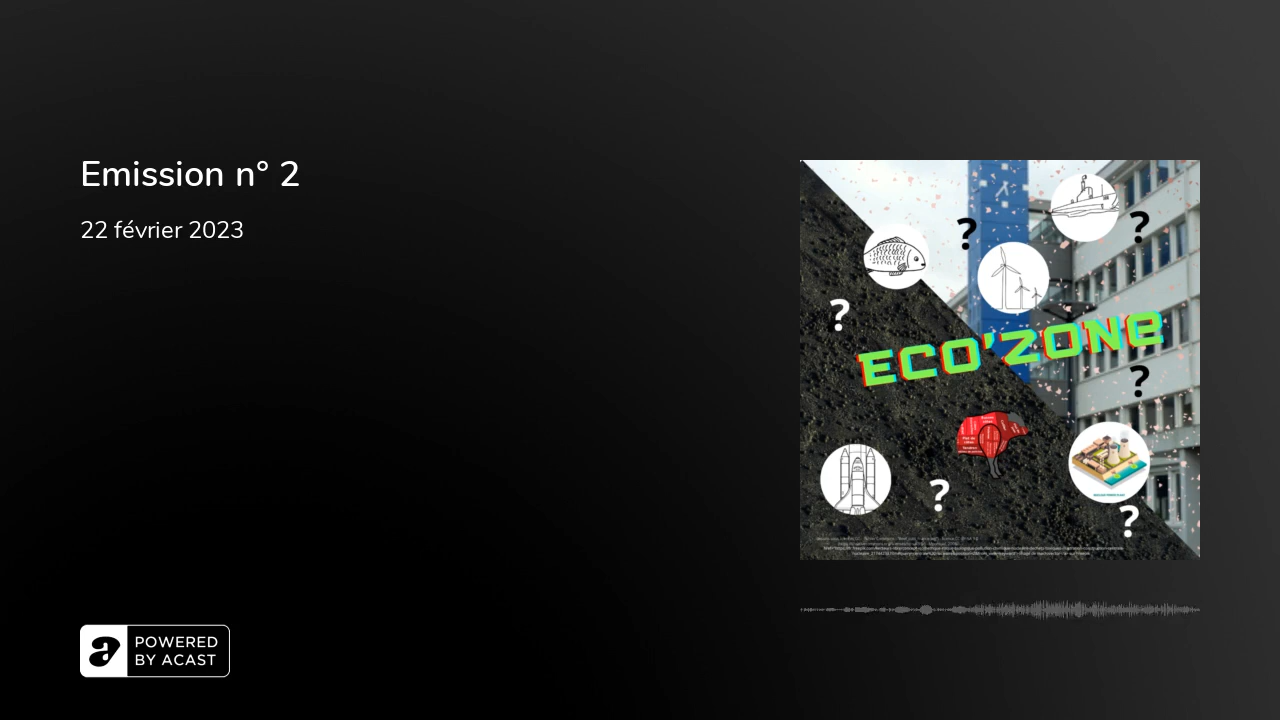 Emission n° 2
22 février 2023
?
?
?
ECO'ZONE
?
?
?
POWERED
BY ACAST